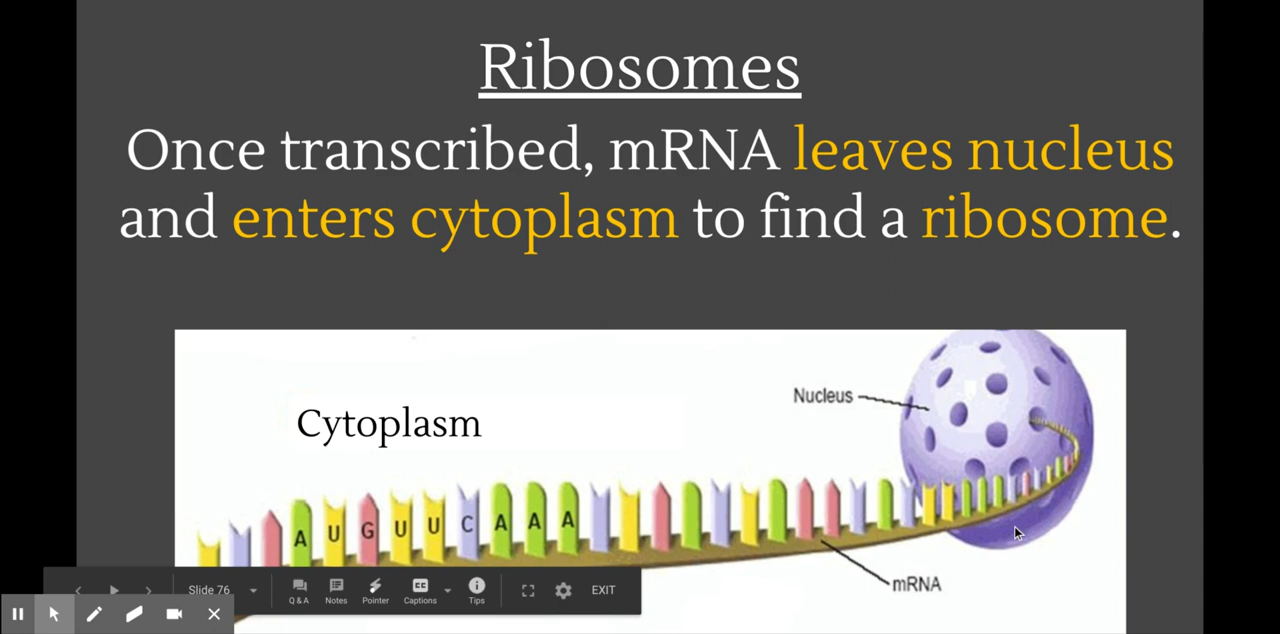 Ribosomes
Once transcribed, mRNA leaves nucleus
and enters cytoplasm to find a ribosome.
Nucleus
Cytoplasm
A U G U U C A A A
mRNA
Slide 76
Q & A Notes Pointer Captions Tips EXIT
CC